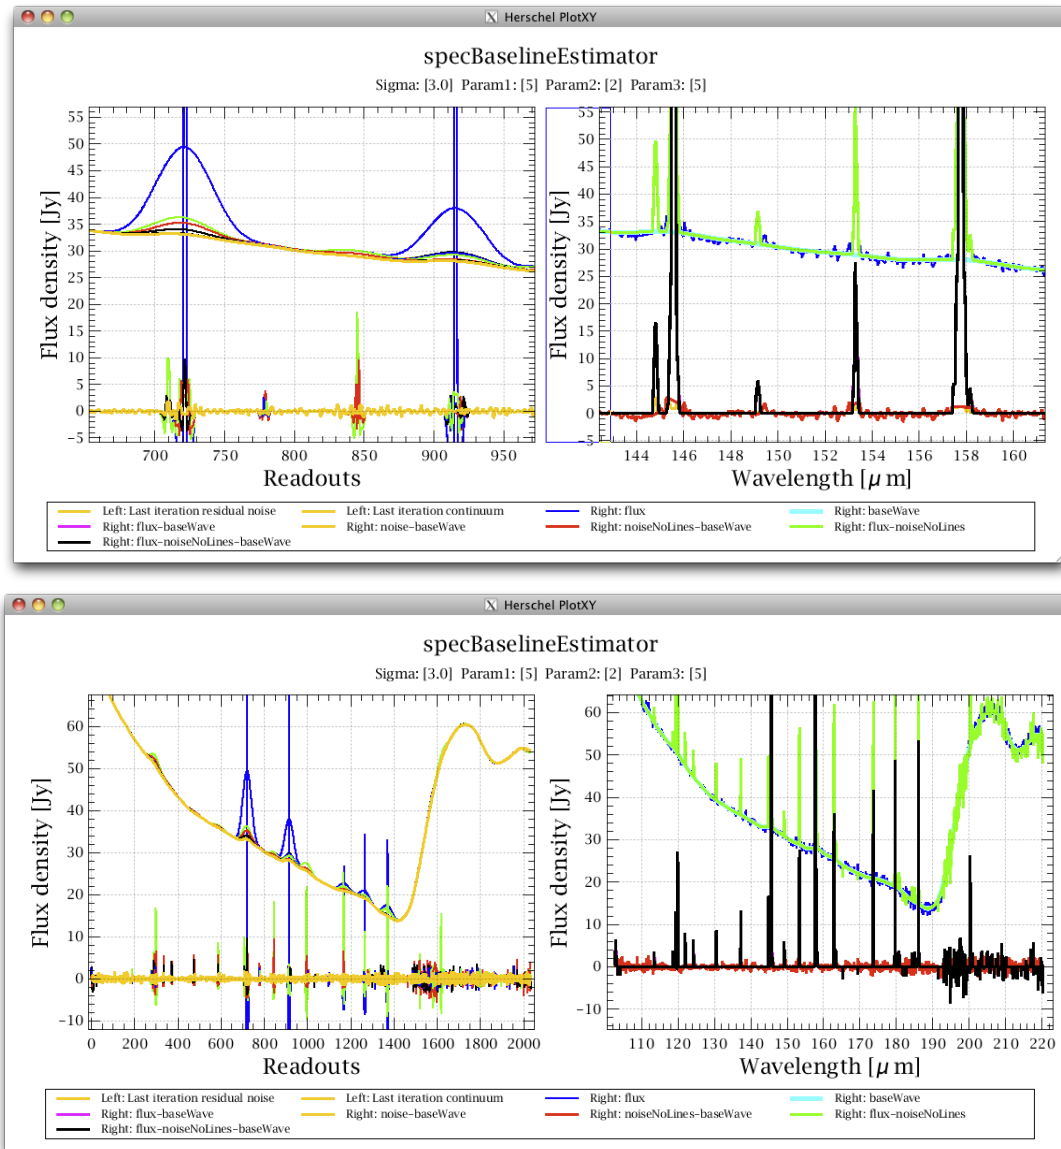 Herschel PlotXY
specBaselineEstimator
Sigma: [3.0] Param1: [5] Param2: [2] Param3: [5]
Flux density [Jy]
55
50
45
40
35
30
25
20
15
10
5
0
−5
700 750 800 850 900 950
Readouts
Flux density [Jy]
55
50
45
40
35
30
25
20
15
10
5
0
−5
144 146 148 150 152 154 156 158 160
Wavelength [μm]
Left: Last iteration residual noise Left: Last iteration continuum Right: flux Right: baseWave
Right: flux-baseWave Right: noise-baseWave Right: noiseNoLines-baseWave Right: flux-noiseNoLines
Right: flux-noiseNoLines-baseWave
Herschel PlotXY
specBaselineEstimator
Sigma: [3.0] Param1: [5] Param2: [2] Param3: [5]
Flux density [Jy]
60
50
40
30
20
10
0
−10
0 200 400 600 800 1000 1200 1400 1600 1800 2000
Readouts
Flux density [Jy]
60
50
40
30
20
10
0
−10
110 120 130 140 150 160 170 180 190 200 210 220
Wavelength [μm]
Left: Last iteration residual noise Left: Last iteration continuum Right: flux Right: baseWave
Right: flux-baseWave Right: noise-baseWave Right: noiseNoLines-baseWave Right: flux-noiseNoLines
Right: flux-noiseNoLines-baseWave